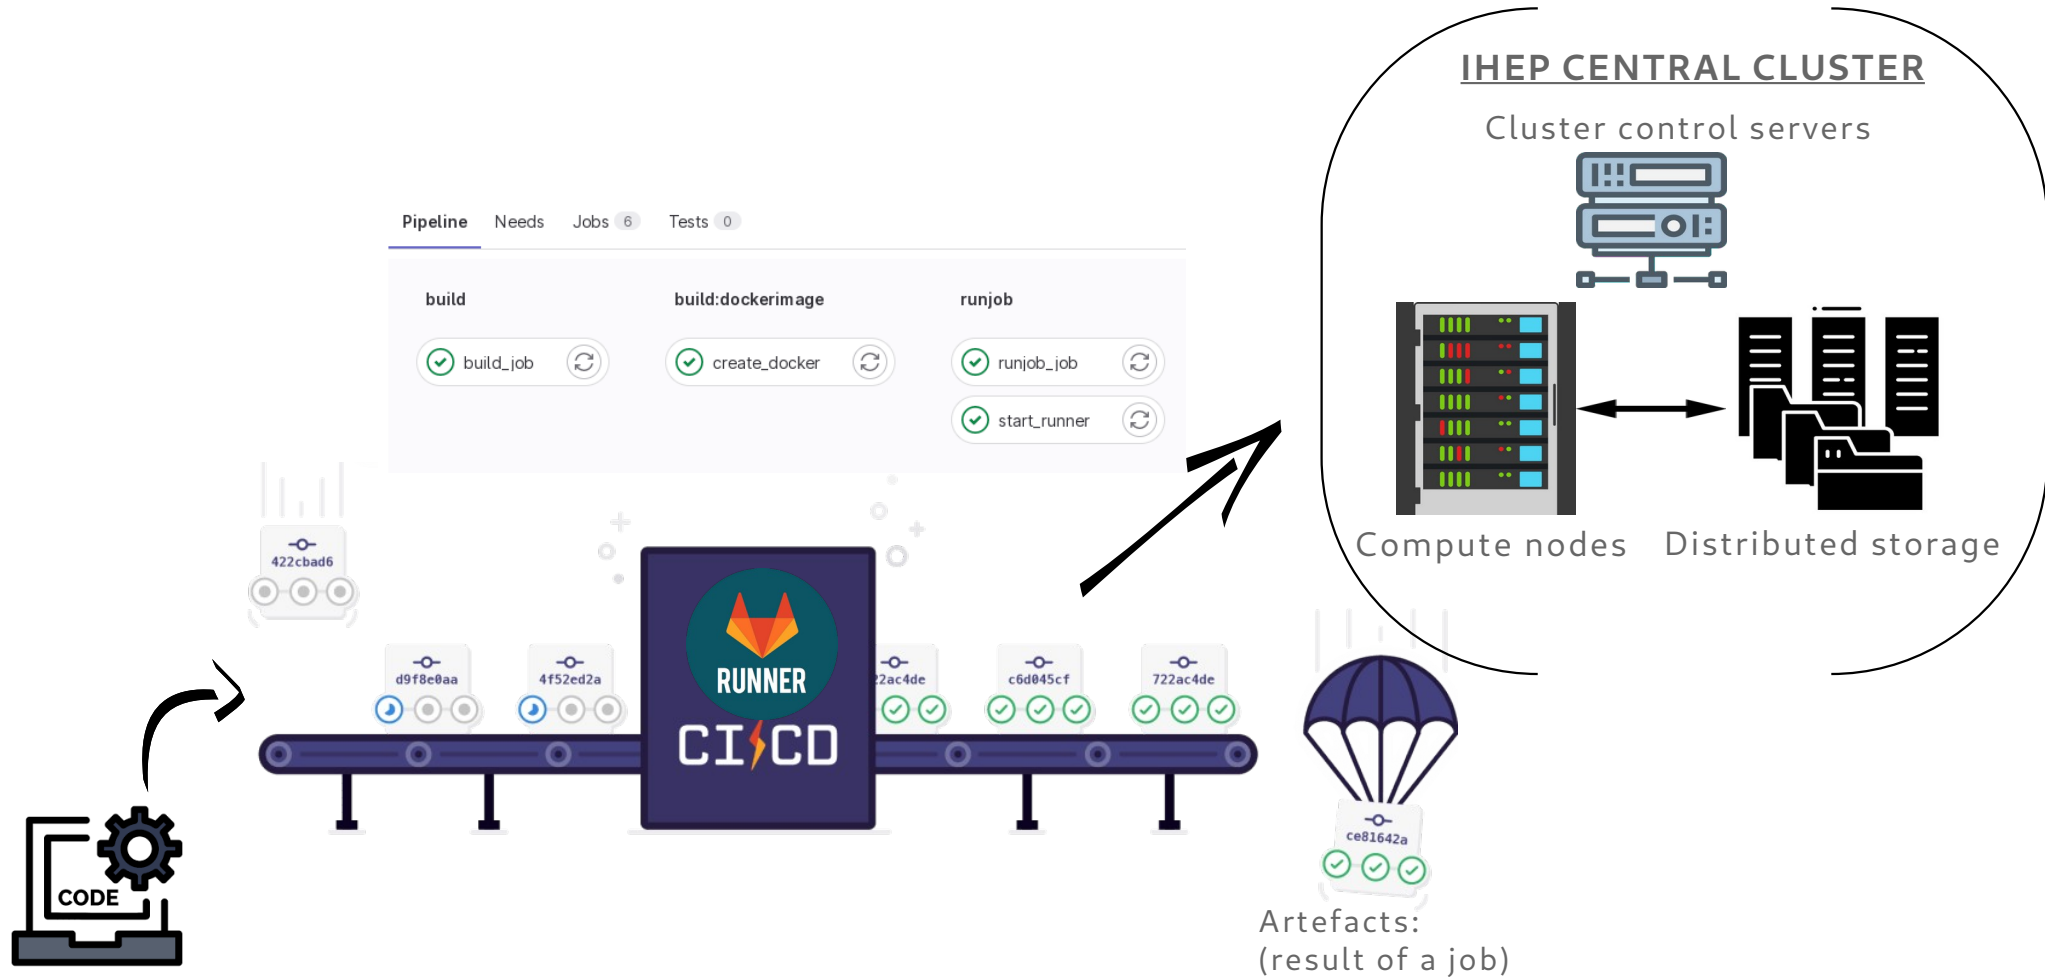 IHEP CENTRAL CLUSTER
Cluster control servers
Compute nodes
Distributed storage
Pipeline Needs Jobs 6 Tests 0
build
build:dockerimage
runjob
build_job
create_docker
runjob_job
start_runner
422cbad6
d9f8e0aa
4f52ed2a
RUNNER
CI CD
22ac4de
c6d045cf
722ac4de
ce81642a
CODE
Artefacts:
(result of a job)